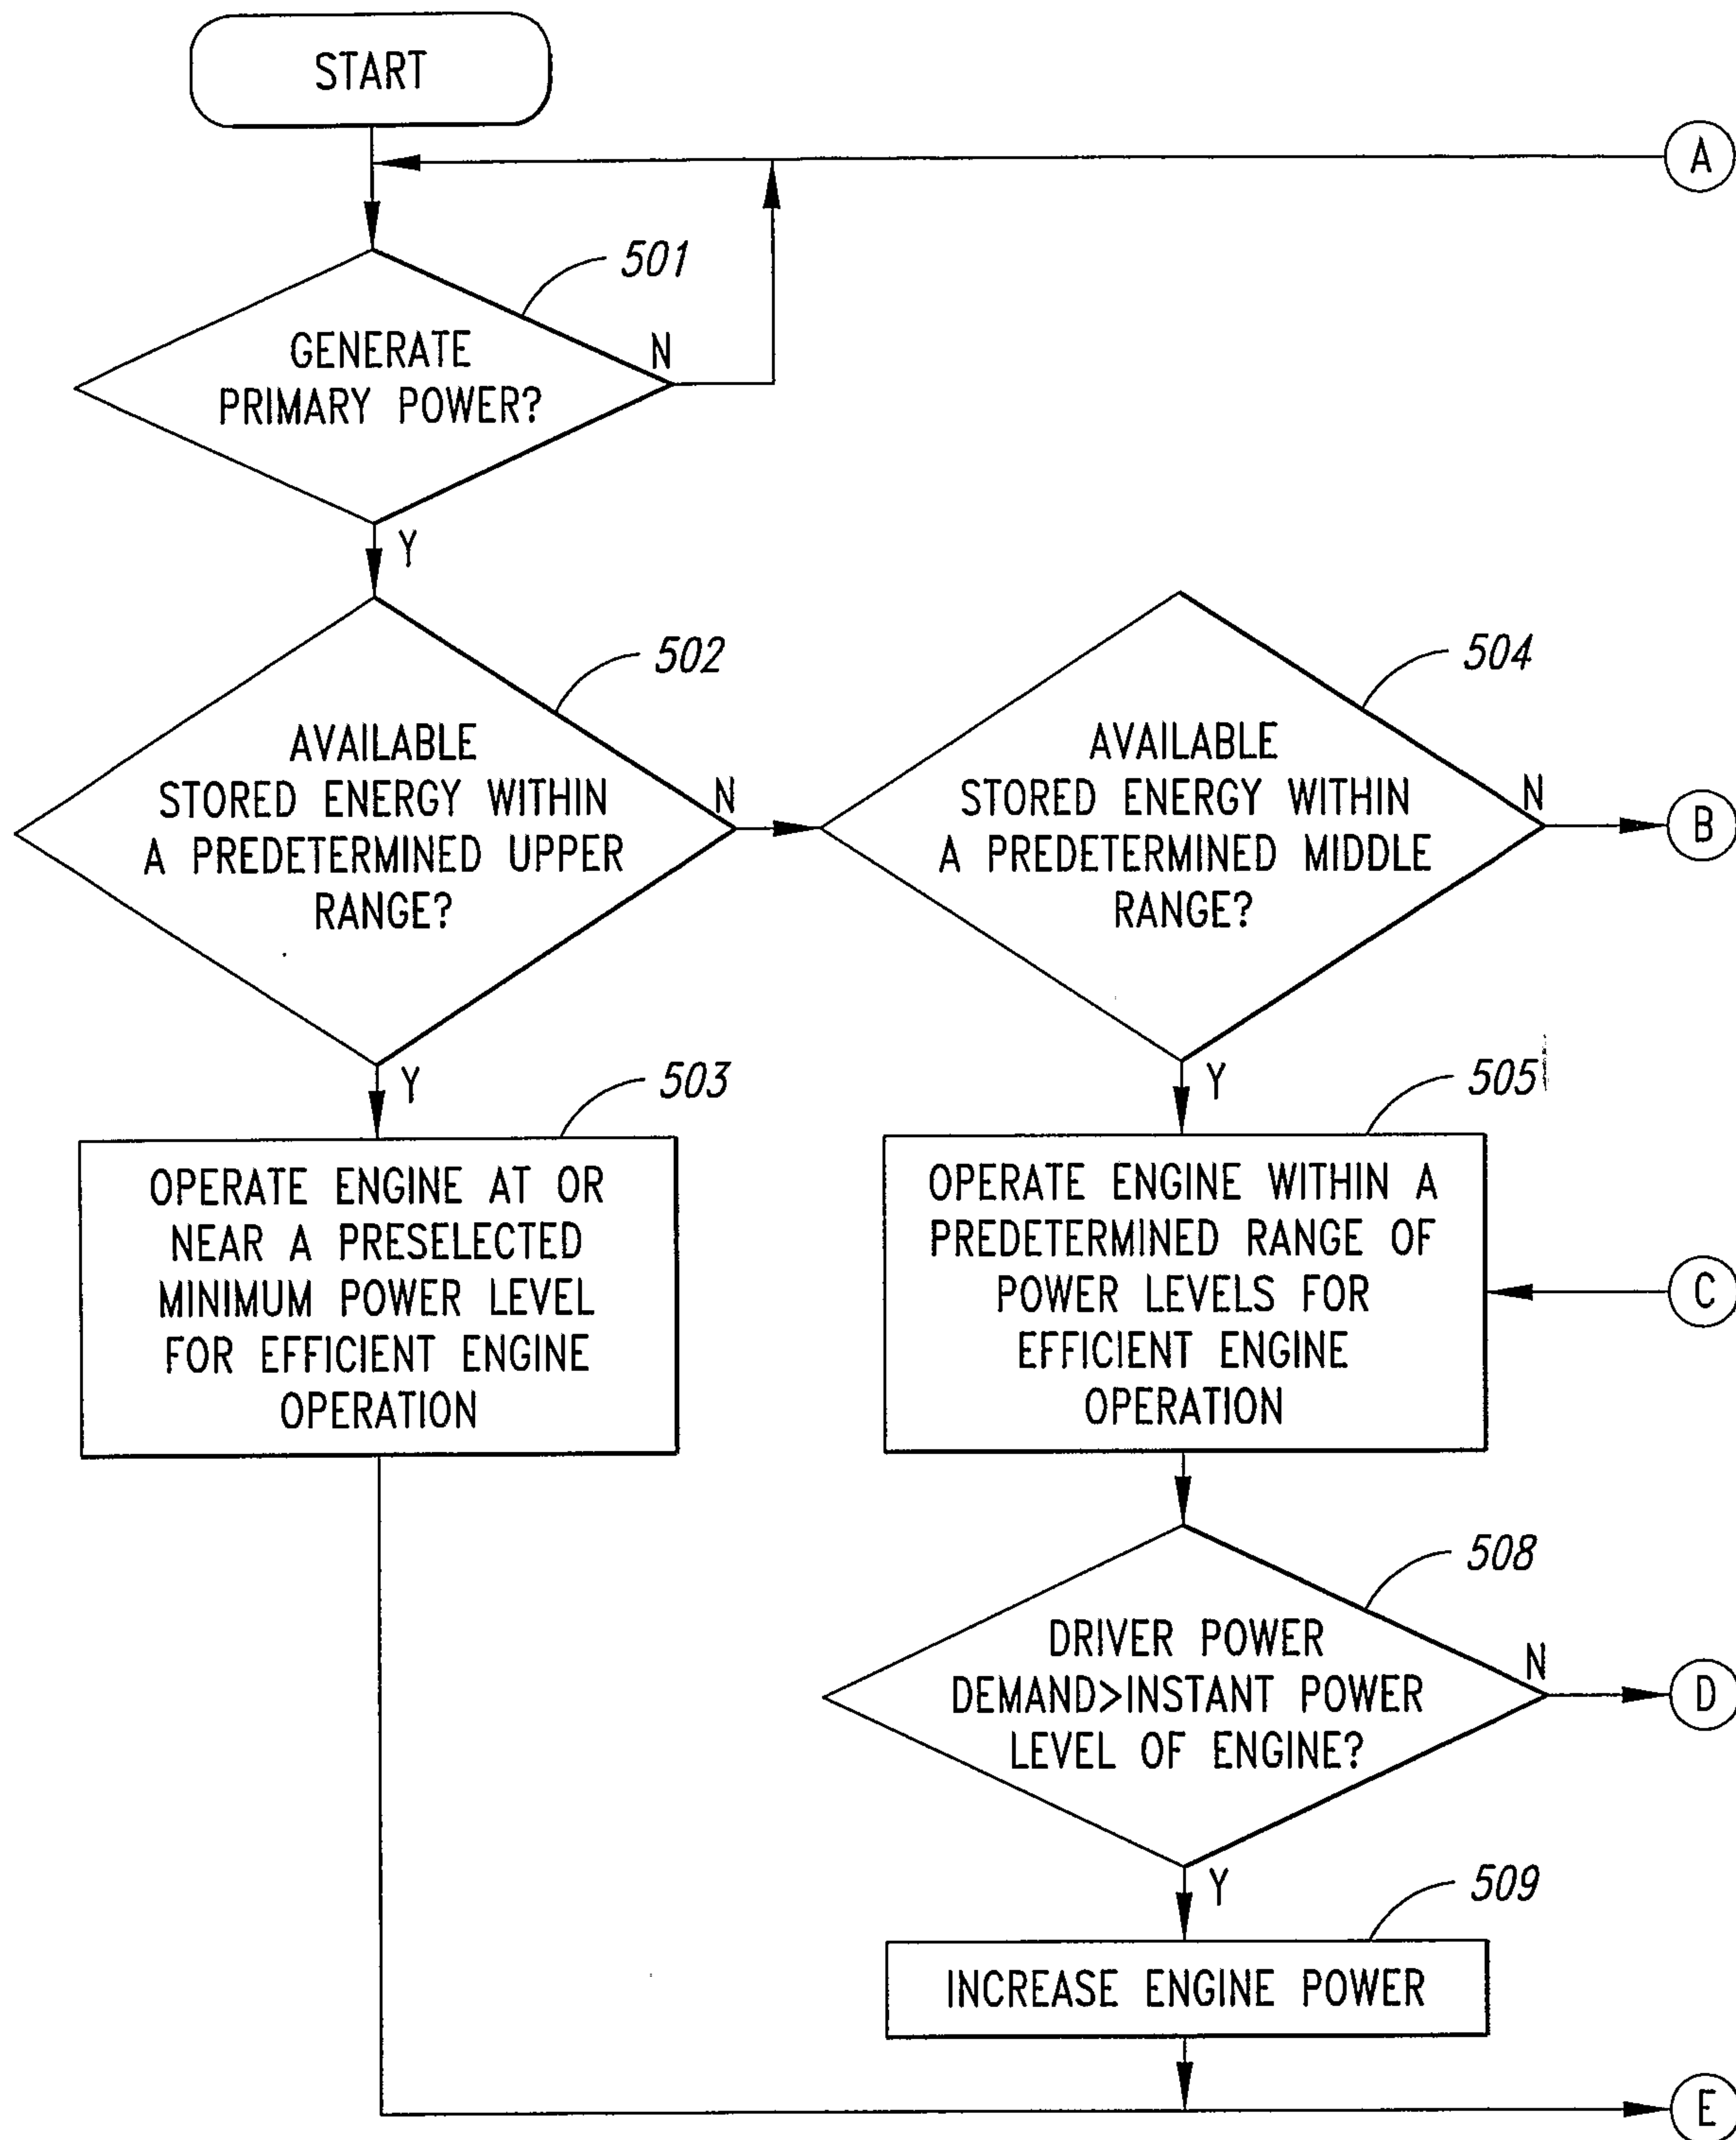 START
A
501
GENERATE
PRIMARY POWER?
N
Y
502
AVAILABLE
STORED ENERGY WITHIN
A PREDETERMINED UPPER
RANGE?
N
Y
504
AVAILABLE
STORED ENERGY WITHIN
A PREDETERMINED MIDDLE
RANGE?
N
B
Y
503
OPERATE ENGINE AT OR
NEAR A PRESELECTED
MINIMUM POWER LEVEL
FOR EFFICIENT ENGINE
OPERATION
505
OPERATE ENGINE WITHIN A
PREDETERMINED RANGE OF
POWER LEVELS FOR
EFFICIENT ENGINE
OPERATION
C
508
DRIVER POWER
DEMAND>INSTANT POWER
LEVEL OF ENGINE?
N
D
Y
509
INCREASE ENGINE POWER
E